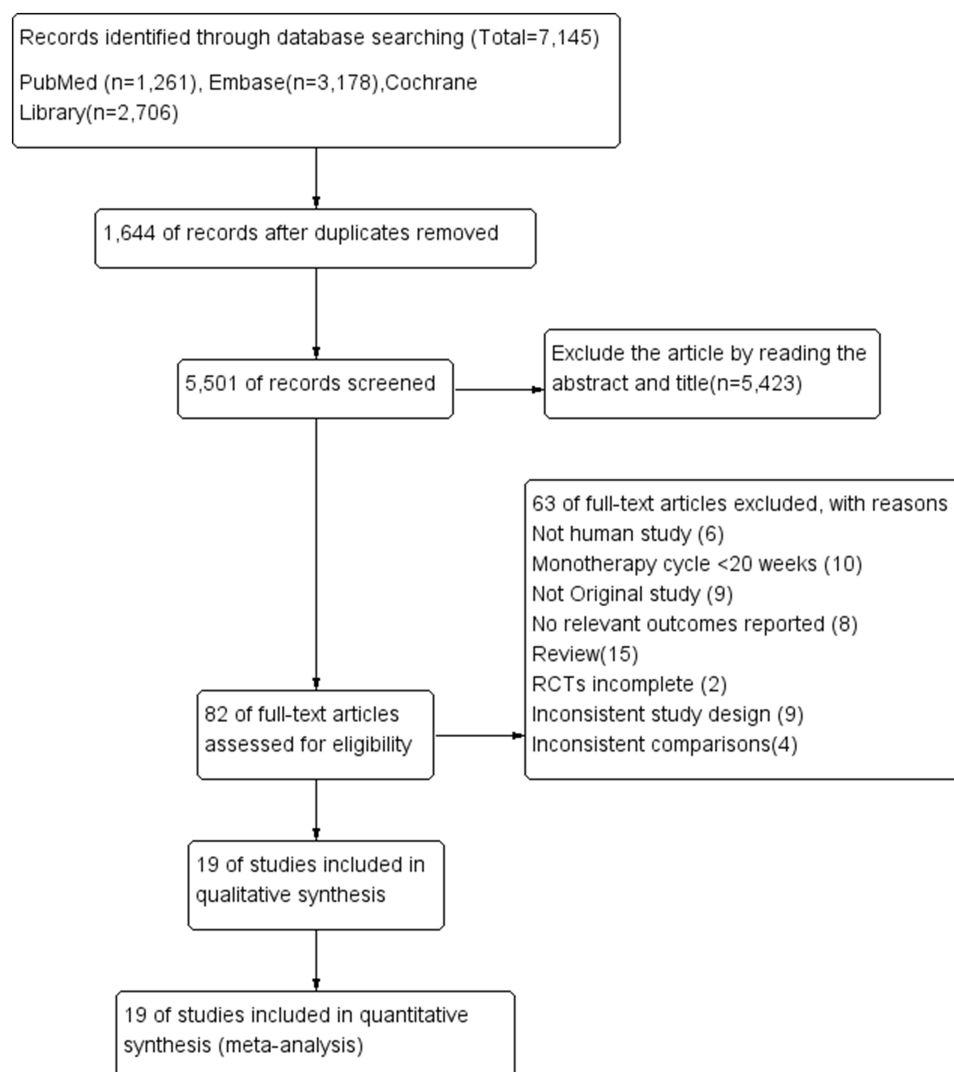 Records identified through database searching (Total=7,145)
PubMed (n=1,261), Embase(n=3,178),Cochrane
Library(n=2,706)
1,644 of records after duplicates removed
5,501 of records screened
Exclude the article by reading the
abstract and title(n=5,423)
63 of full-text articles excluded, with reasons
Not human study (6)
Monotherapy cycle <20 weeks (10)
Not Original study (9)
No relevant outcomes reported (8)
Review(15)
RCTs incomplete (2)
Inconsistent study design (9)
Inconsistent comparisons(4)
82 of full-text articles
assessed for eligibility
19 of studies included in
qualitative synthesis
19 of studies included in quantitative
synthesis (meta-analysis)